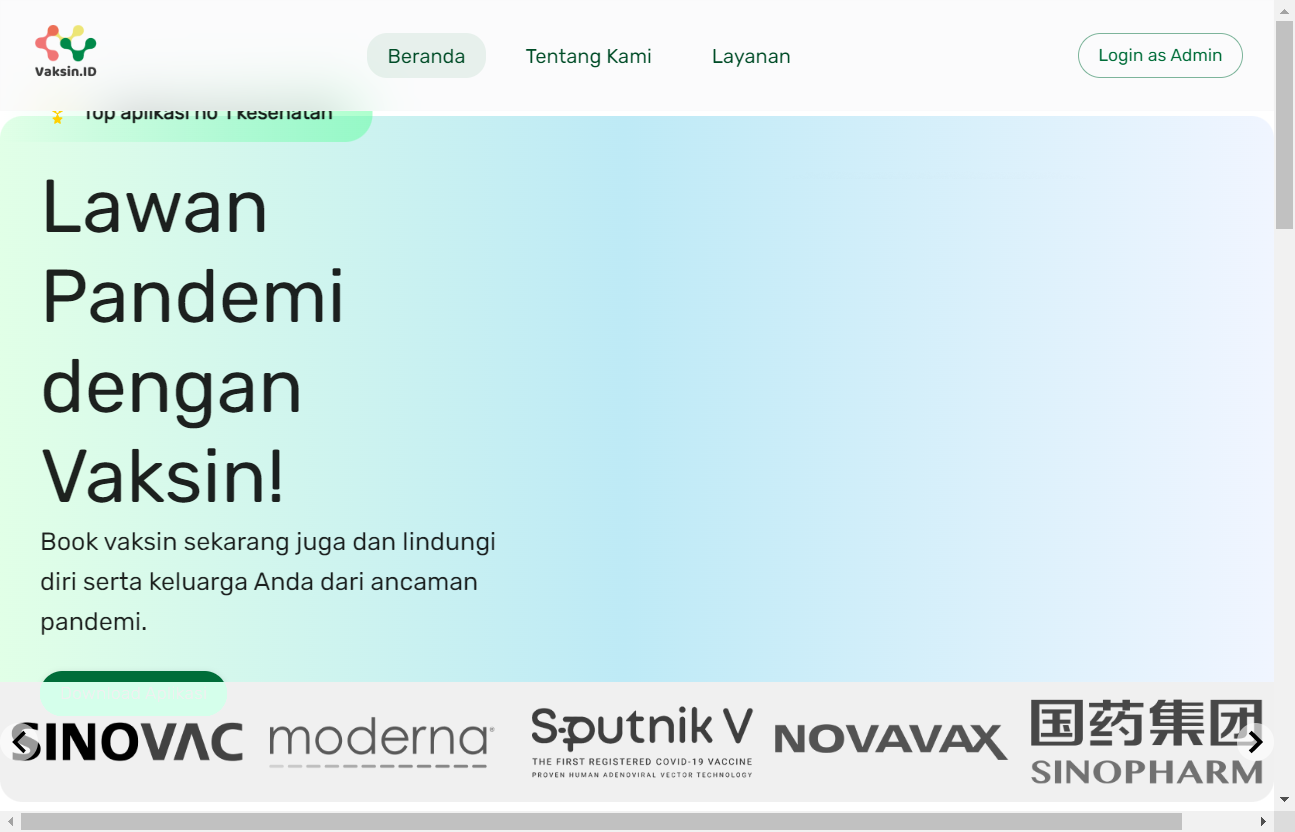 Vaksin.ID
Beranda
Tentang Kami
Layanan
Login as Admin
Top aplikasi no 1 kesehatan
Lawan
Pandemi
dengan
Vaksin!
Book vaksin sekarang juga dan lindungi
diri serta keluarga Anda dari ancaman
pandemi.
SINOVAC
moderna®
Sputnik V
THE FIRST REGISTERED COVID-19 VACCINE
PROVEN HUMAN ADENOVIRAL VECTOR TECHNOLOGY
NOVAVAX
国药集团
SINOPHARM